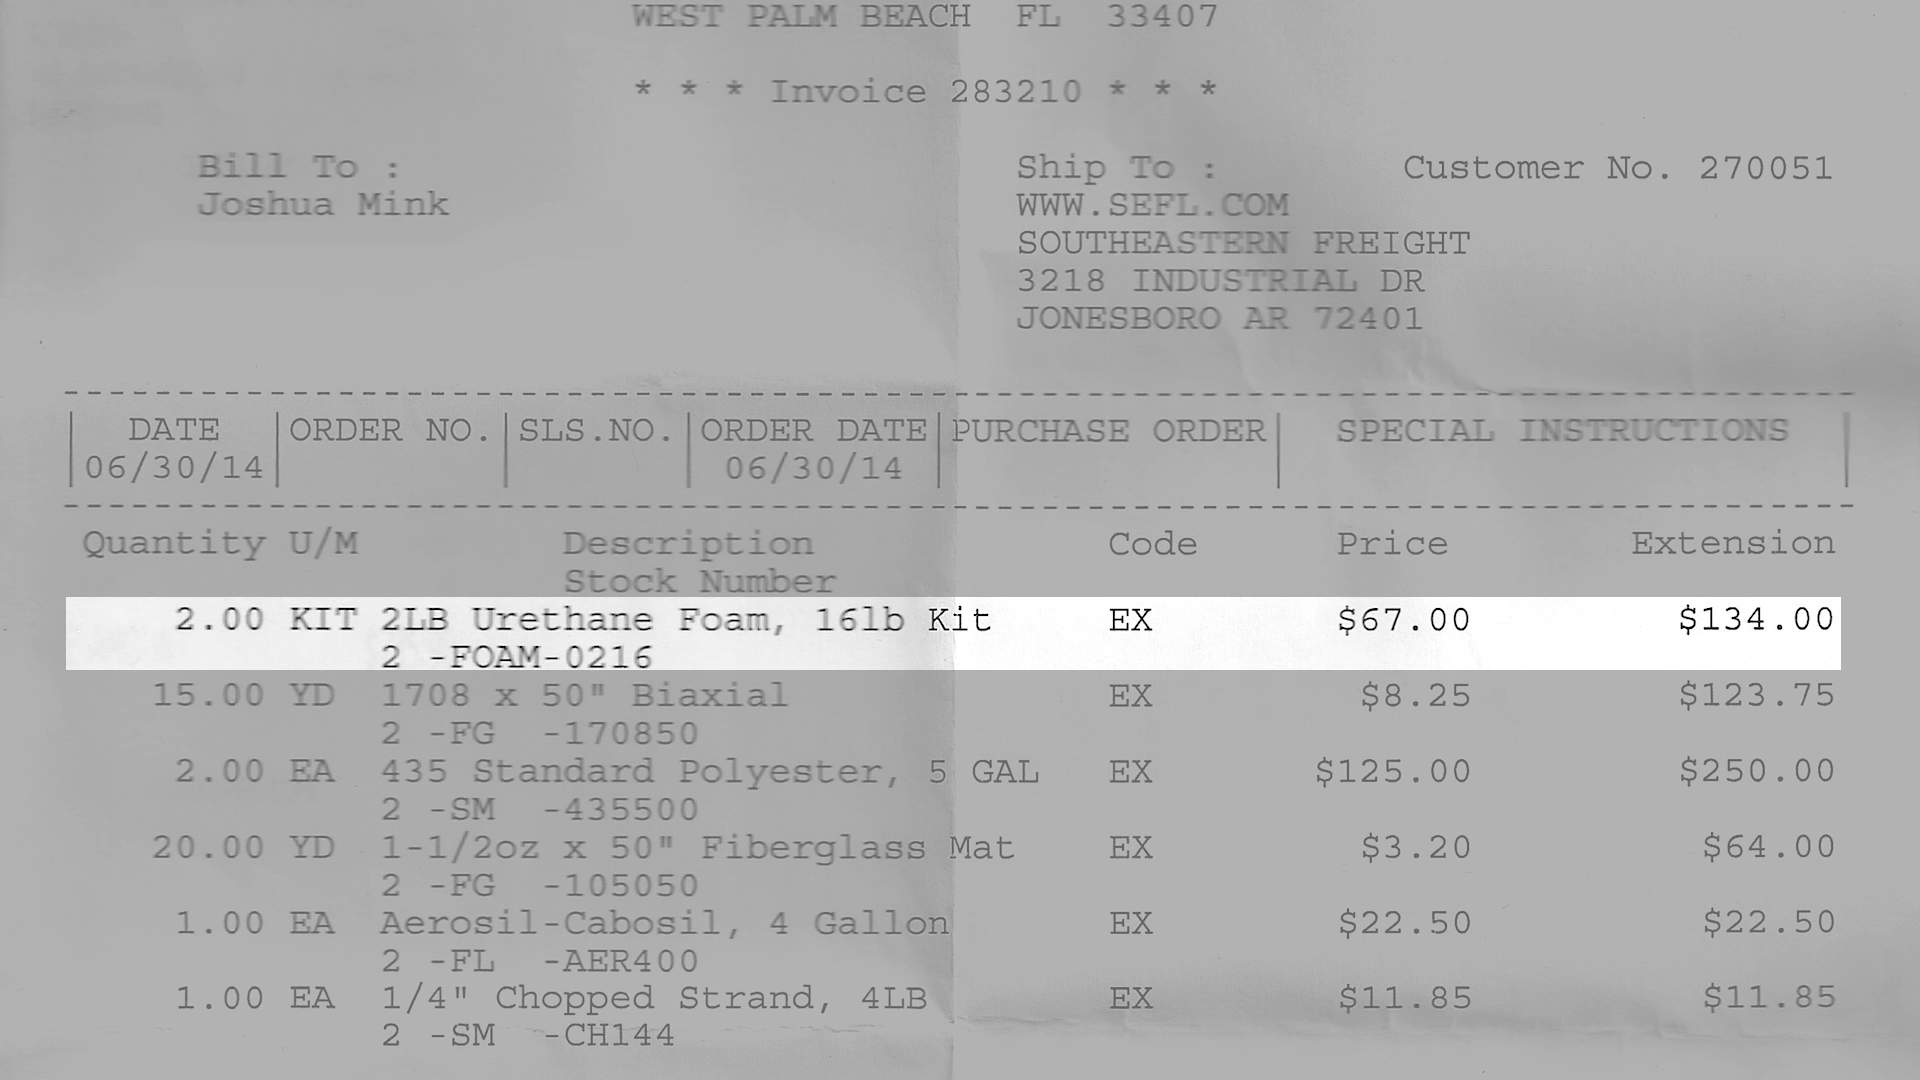 WEST PALM BEACH FL 33407
* * * Invoice 283210 * * *
Bill To :
Joshua Mink
Ship To : Customer No. 270051
WWW.SEFL.COM
SOUTHEASTERN FREIGHT
3218 INDUSTRIAL DR
JONESBORO AR 72401
DATE ORDER NO. SLS.NO. ORDER DATE PURCHASE ORDER SPECIAL INSTRUCTIONS
06/30/14 06/30/14
Quantity U/M Description Code Price Extension
Stock Number
2.00 KIT 2LB Urethane Foam, 16lb Kit EX $67.00 $134.00
2 -FOAM-0216
15.00 YD 1708 x 50" Biaxial EX $8.25 $123.75
2 -FG -170850
2.00 EA 435 Standard Polyester, 5 GAL EX $125.00 $250.00
2 -SM -435500
20.00 YD 1-1/2oz x 50" Fiberglass Mat EX $3.20 $64.00
2 -FG -105050
1.00 EA Aerosil-Cabosil, 4 Gallon EX $22.50 $22.50
2 -FL -AER400
1.00 EA 1/4" Chopped Strand, 4LB EX $11.85 $11.85
2 -SM -CH144